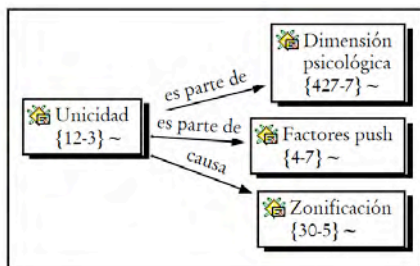 Unicidad
{12-3} ~
es parte de
es parte de
causa
Dimensión
psicológica
{427-7} ~
Factores push
{4-7} ~
Zonificación
{30-5} ~